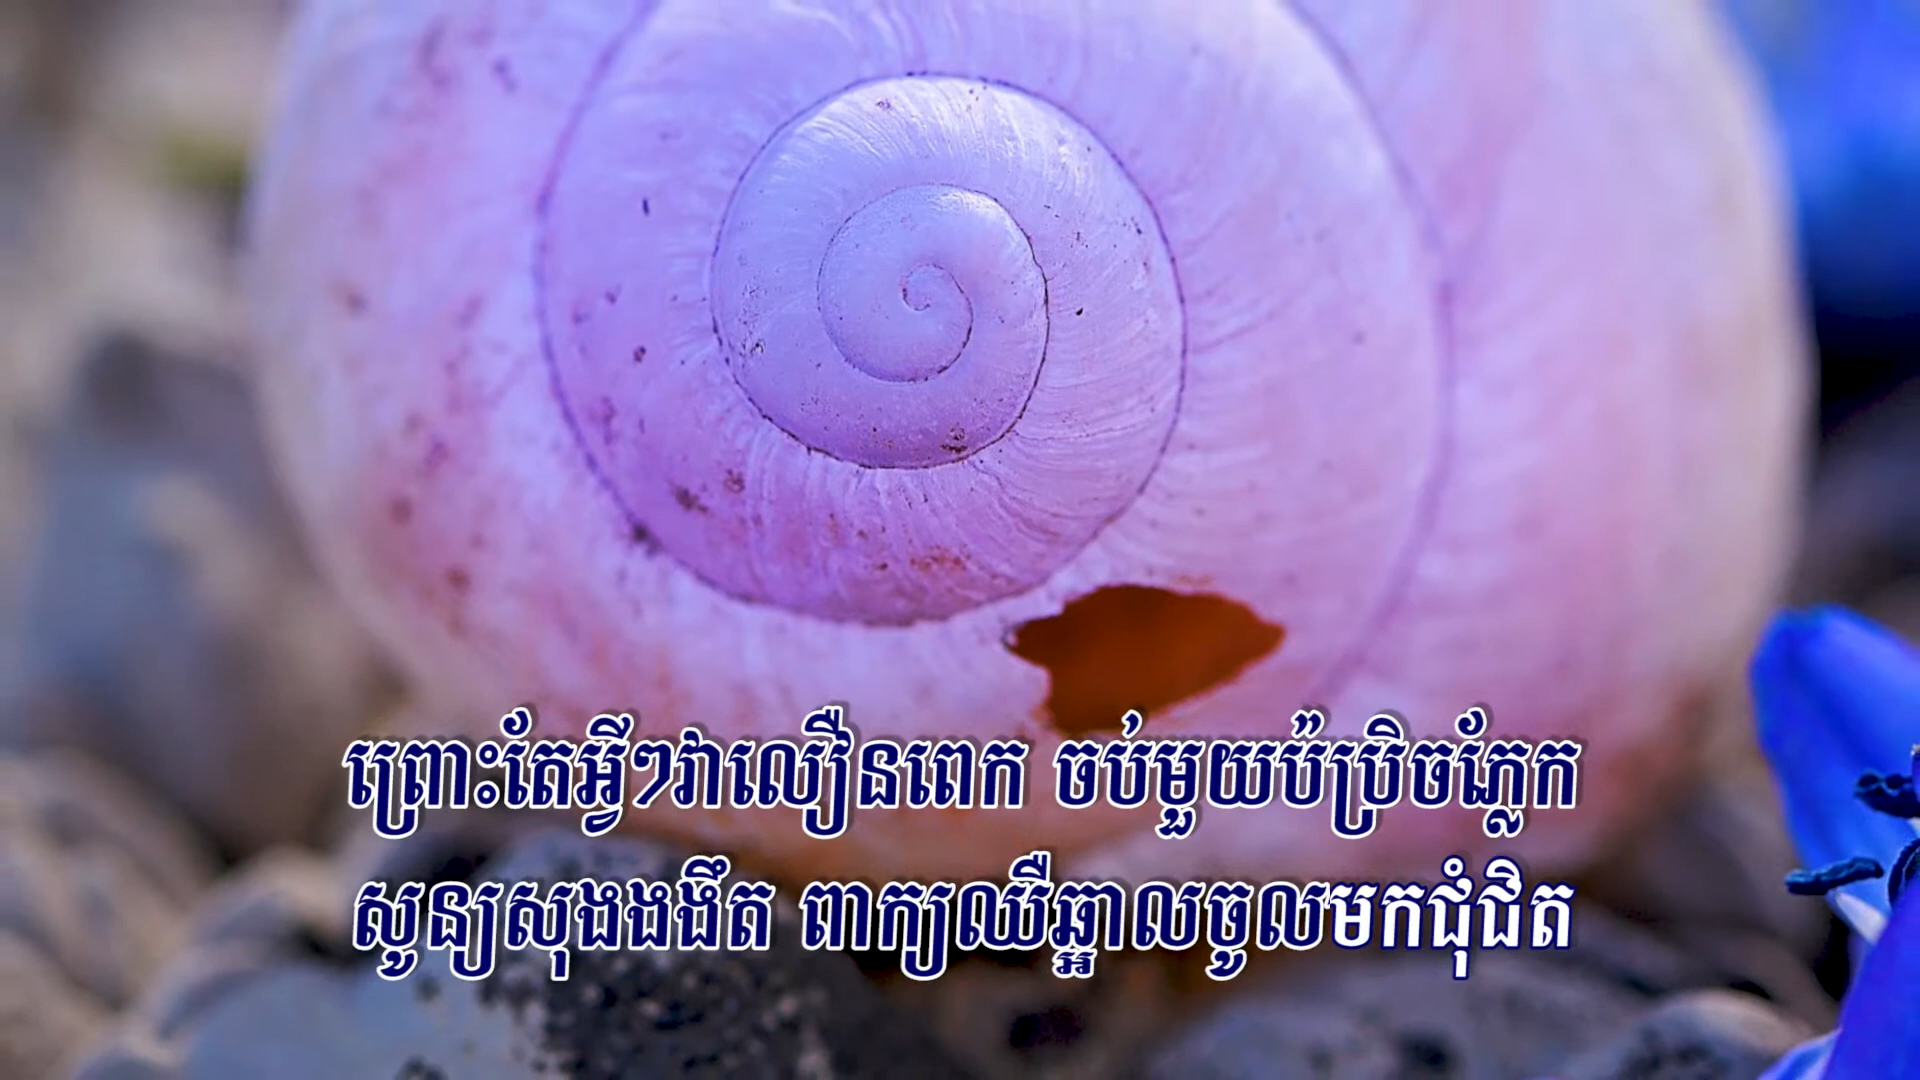 ព្រោះតែអ្វីៗវាលឿនពេក ចប់មួយប៉ប្រិចភ្លែក
សូន្យសុងងងឹត ពាក្យឈឺឆ្អាលចូលមកជុំជិត